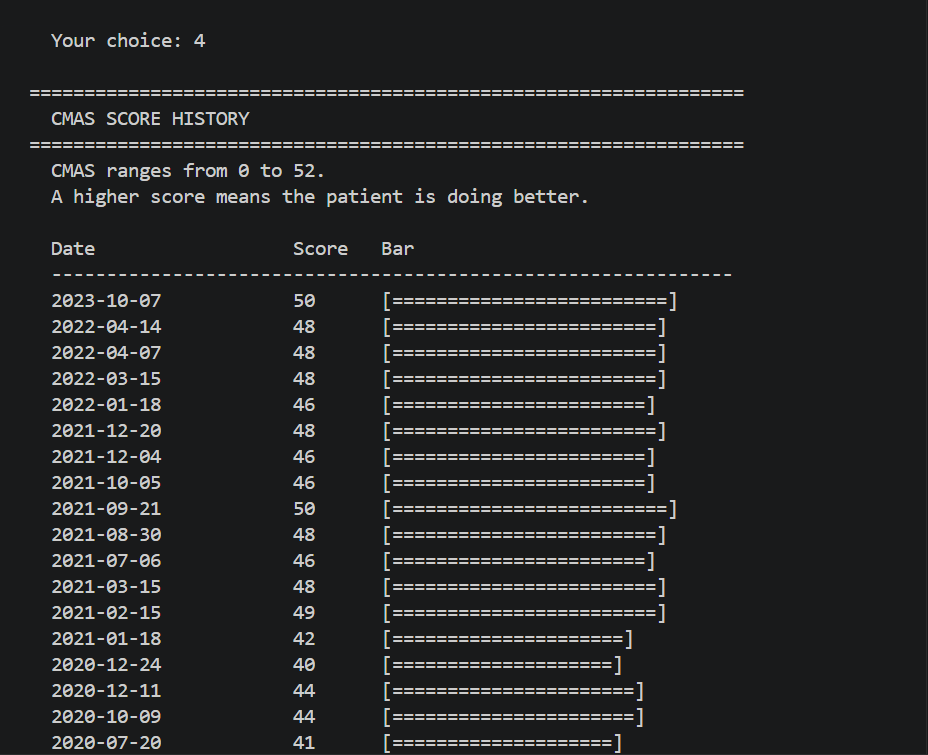 Your choice: 4
=================================================================
CMAS SCORE HISTORY
=================================================================
CMAS ranges from 0 to 52.
A higher score means the patient is doing better.
Date Score Bar
--------------------------------------------------------------
2023-10-07 50 [=========================]
2022-04-14 48 [========================]
2022-04-07 48 [========================]
2022-03-15 48 [========================]
2022-01-18 46 [=======================]
2021-12-20 48 [========================]
2021-12-04 46 [=======================]
2021-10-05 46 [=======================]
2021-09-21 50 [=========================]
2021-08-30 48 [========================]
2021-07-06 46 [=======================]
2021-03-15 48 [========================]
2021-02-15 49 [========================]
2021-01-18 42 [=====================]
2020-12-24 40 [====================]
2020-12-11 44 [======================]
2020-10-09 44 [======================]
2020-07-20 41 [====================]